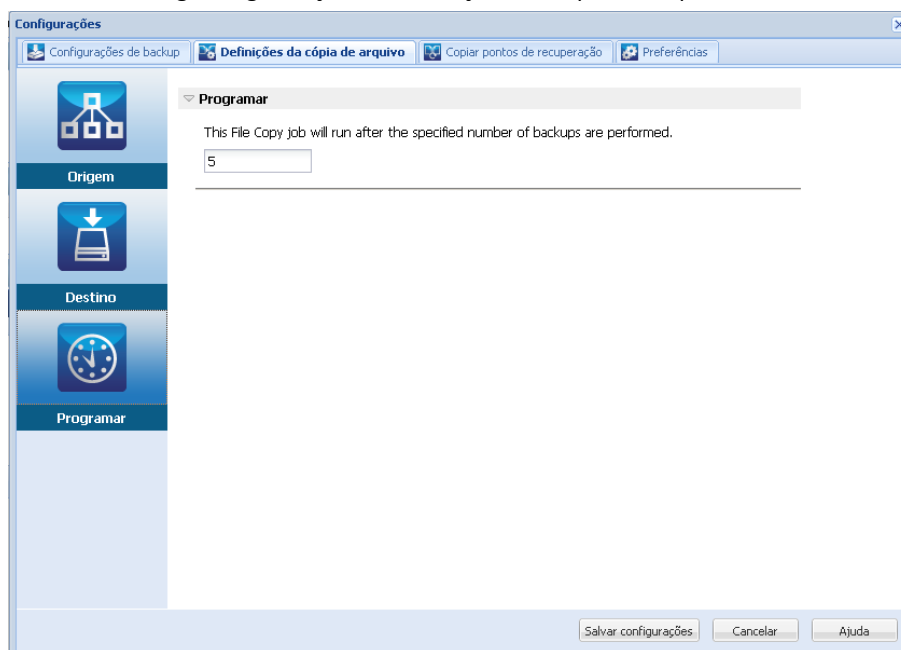 Configurações
Configurações de backup Definições da cópia de arquivo Copiar pontos de recuperação Preferências
Programar
This File Copy job will run after the specified number of backups are performed.
5
Origem
Destino
Programar
Salvar configurações Cancelar Ajuda